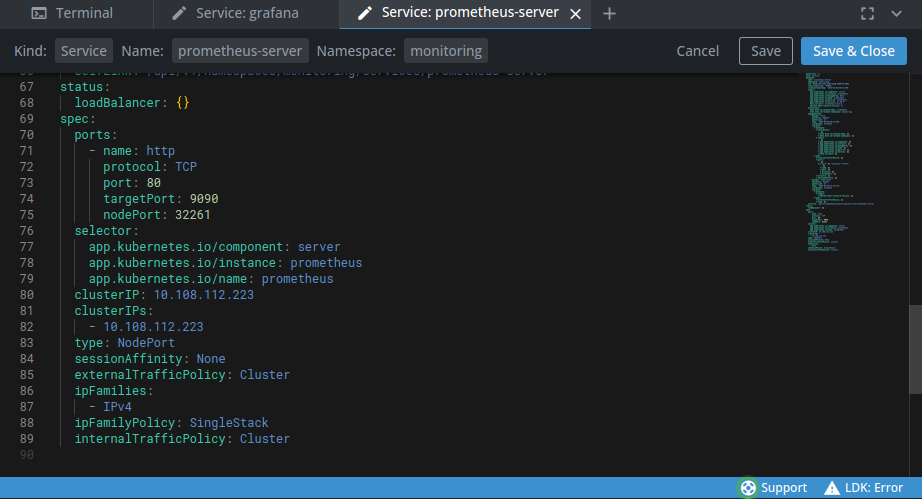 Terminal
Service: grafana
Service: prometheus-server
Kind: Service Name: prometheus-server Namespace: monitoring Cancel Save Save & Close
67 status:
68 loadBalancer: {}
69 spec:
70 ports:
71 - name: http
72 protocol: TCP
73 port: 80
74 targetPort: 9090
75 nodePort: 32261
76 selector:
77 app.kubernetes.io/component: server
78 app.kubernetes.io/instance: prometheus
79 app.kubernetes.io/name: prometheus
80 clusterIP: 10.108.112.223
81 clusterIPs:
82 - 10.108.112.223
83 type: NodePort
84 sessionAffinity: None
85 externalTrafficPolicy: Cluster
86 ipFamilies:
87 - IPv4
88 ipFamilyPolicy: SingleStack
89 internalTrafficPolicy: Cluster
90
Support LDK: Error